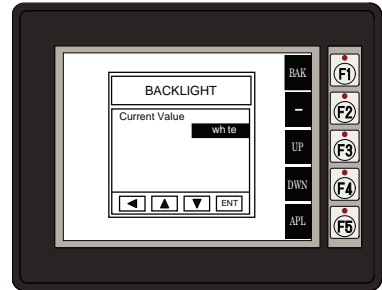 BACKLIGHT
Current Value
wh te
ENT
BAK
–
UP
DWN
APL
F1
F2
F3
F4
F5